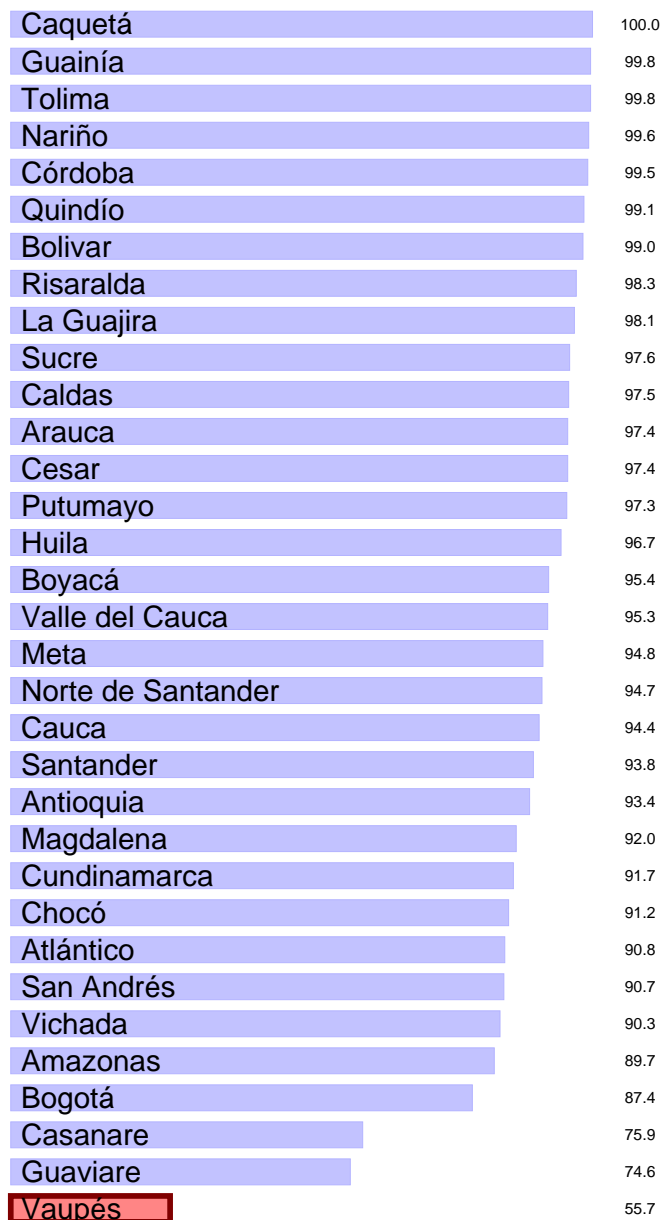 Caquetá 100.0
Guainía 99.8
Tolima 99.8
Nariño 99.6
Córdoba 99.5
Quindío 99.1
Bolivar 99.0
Risaralda 98.3
La Guajira 98.1
Sucre 97.6
Caldas 97.5
Arauca 97.4
Cesar 97.4
Putumayo 97.3
Huila 96.7
Boyacá 95.4
Valle del Cauca 95.3
Meta 94.8
Norte de Santander 94.7
Cauca 94.4
Santander 93.8
Antioquia 93.4
Magdalena 92.0
Cundinamarca 91.7
Chocó 91.2
Atlántico 90.8
San Andrés 90.7
Vichada 90.3
Amazonas 89.7
Bogotá 87.4
Casanare 75.9
Guaviare 74.6
Vaupés 55.7